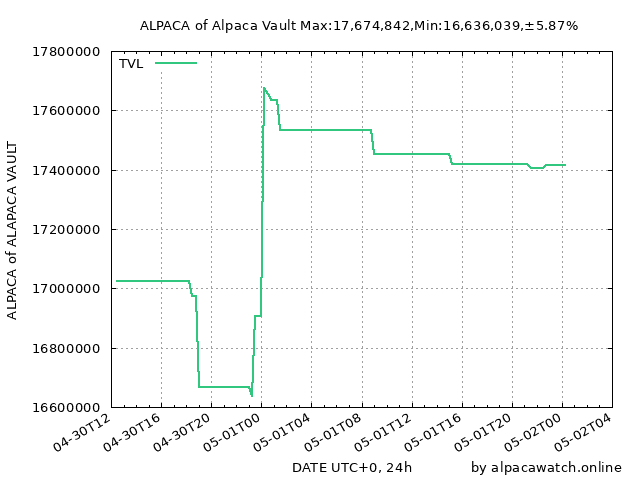 ALPACA of Alpaca Vault Max:17,674,842,Min:16,636,039,±5.87%
TVL
17800000
17600000
17400000
17200000
17000000
16800000
16600000
ALPACA of ALAPACA VAULT
04-30T12
04-30T16
04-30T20
05-01T00
05-01T04
05-01T08
05-01T12
05-01T16
05-01T20
05-02T00
05-02T04
DATE UTC+0, 24h
by alpacawatch.online